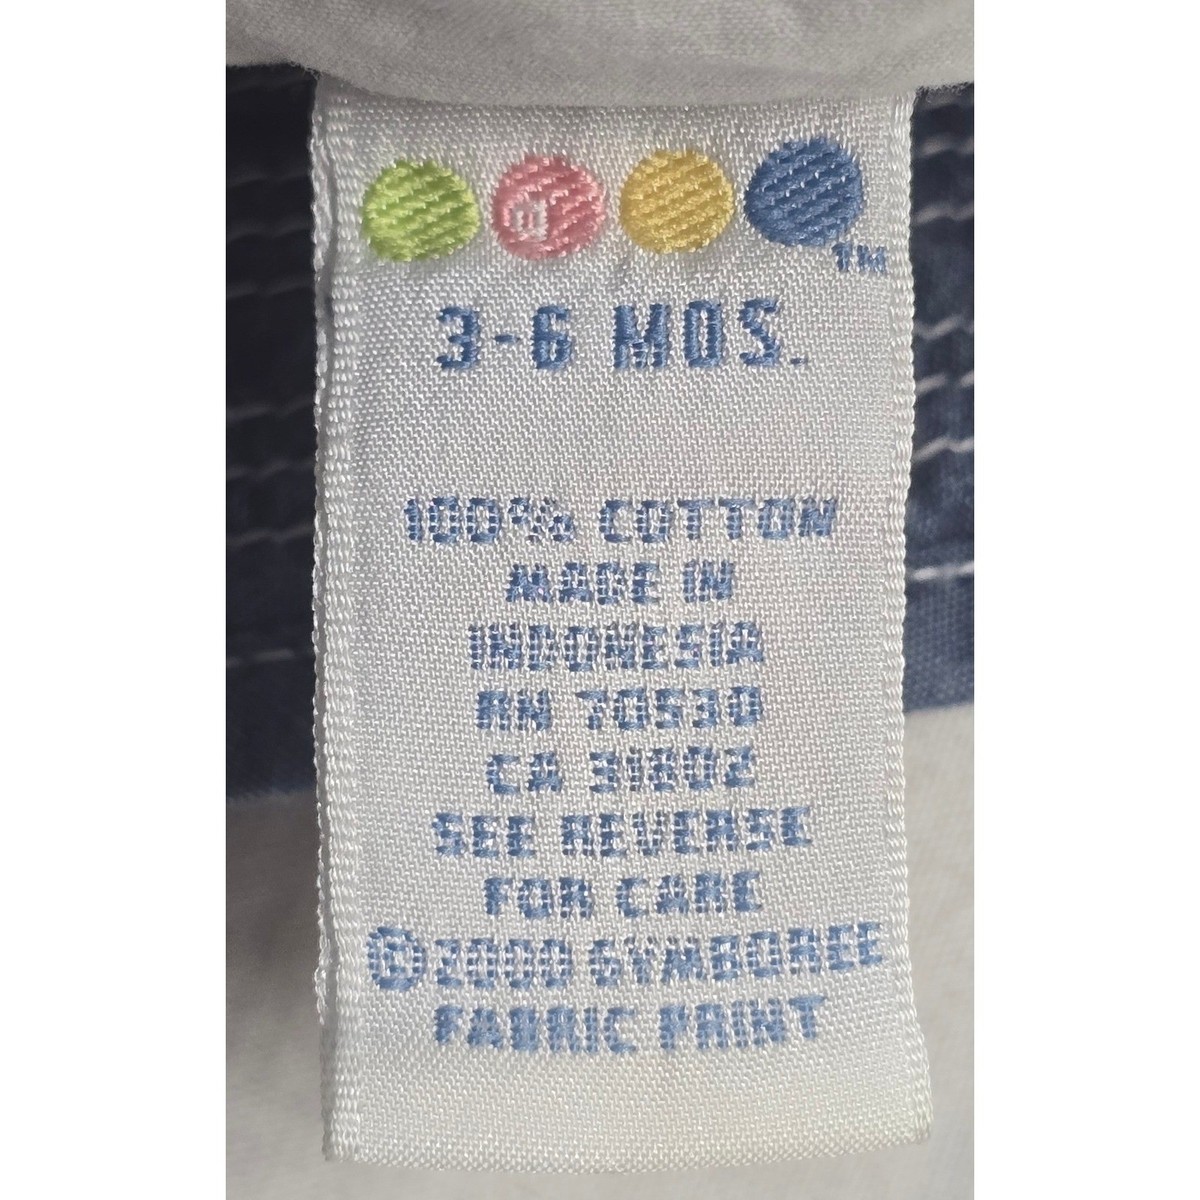 TM
3-6 MOS.
100% COTTON
MADE IN
INDONESIA
RN 70530
CA 31802
SEE REVERSE
FOR CARE
©2000 GYMBOREE
FABRIC PRINT